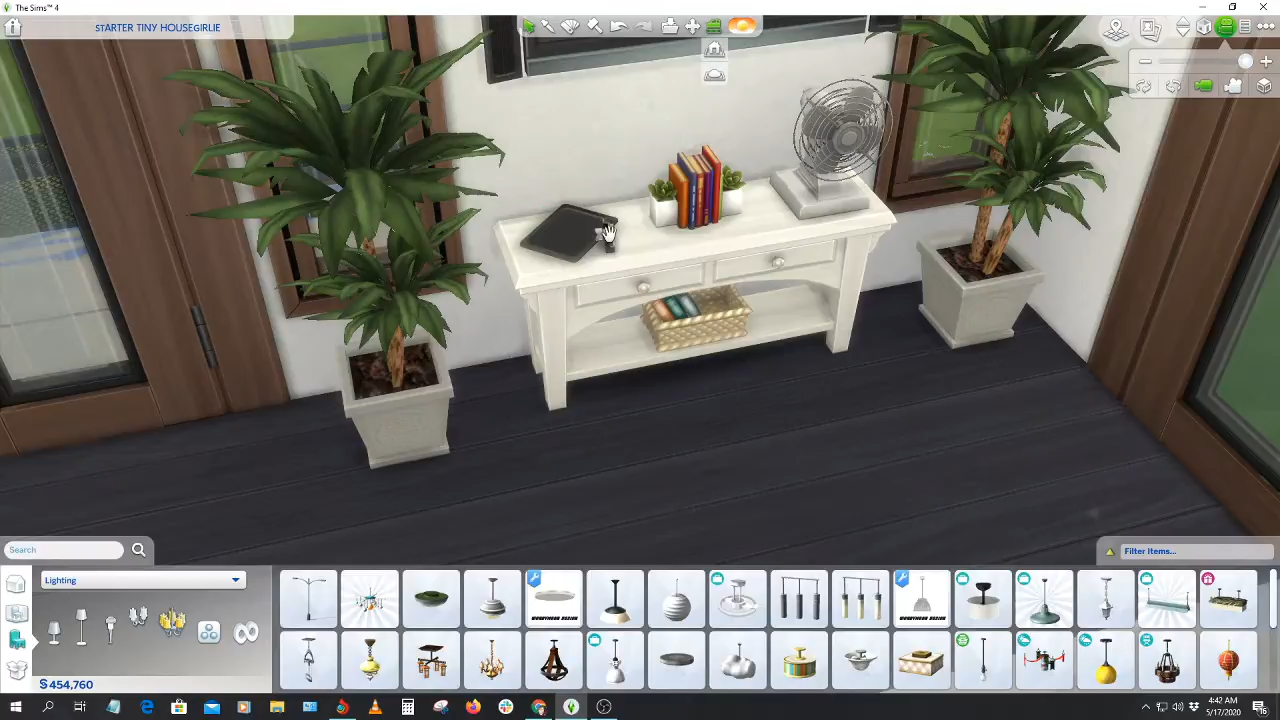 The Sims™ 4
STARTER TINY HOUSEGIRLIE
Search
Filter Items...
Lighting
§454,760
4:42 AM
5/17/2020